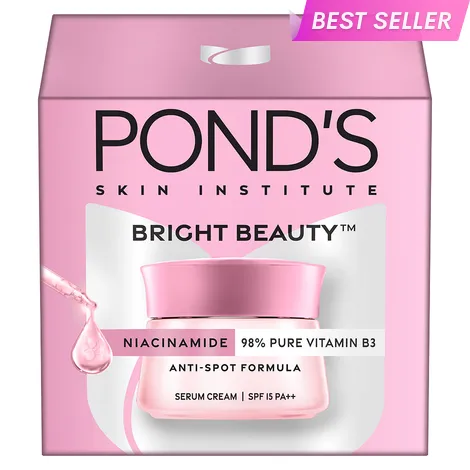 BEST SELLER
POND'S
SKIN INSTITUTE
BRIGHT BEAUTY™
NIACINAMIDE 98% PURE VITAMIN B3
ANTI-SPOT FORMULA
SERUM CREAM | SPF 15 PA++